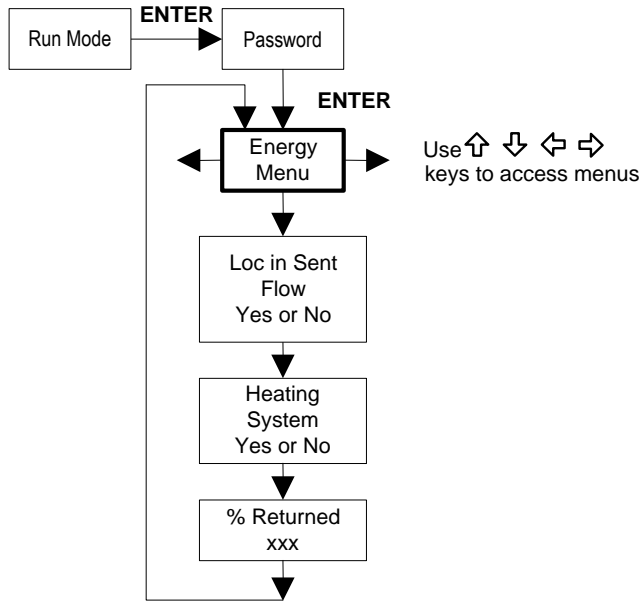 ENTER
Run Mode
Password
ENTER
Energy
Menu
Use ⇧ ⇩ ⇦ ⇨
keys to access menus
Loc in Sent
Flow
Yes or No
Heating
System
Yes or No
% Returned
xxx